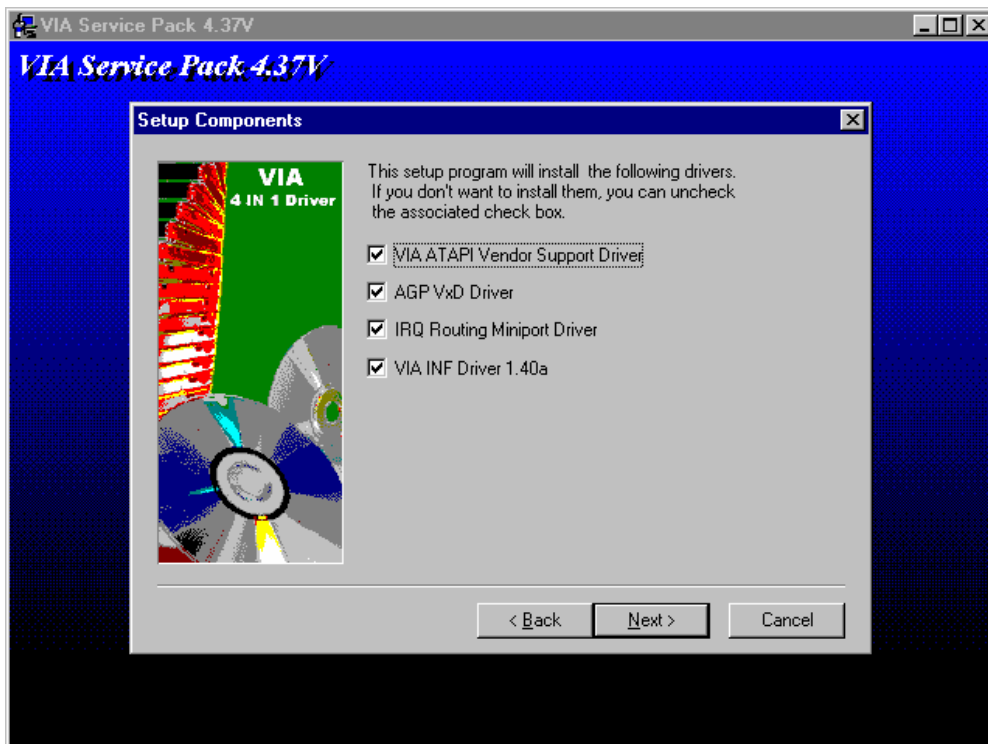 VIA Service Pack 4.37V
VIA Service Pack 4.37V
Setup Components
VIA
4 IN 1 Driver
This setup program will install  the following drivers.
If you don't want to install them, you can uncheck
the associated check box.
VIA ATAPI Vendor Support Driver
AGP VxD Driver
IRQ Routing Miniport Driver
VIA INF Driver 1.40a
< Back
Next >
Cancel